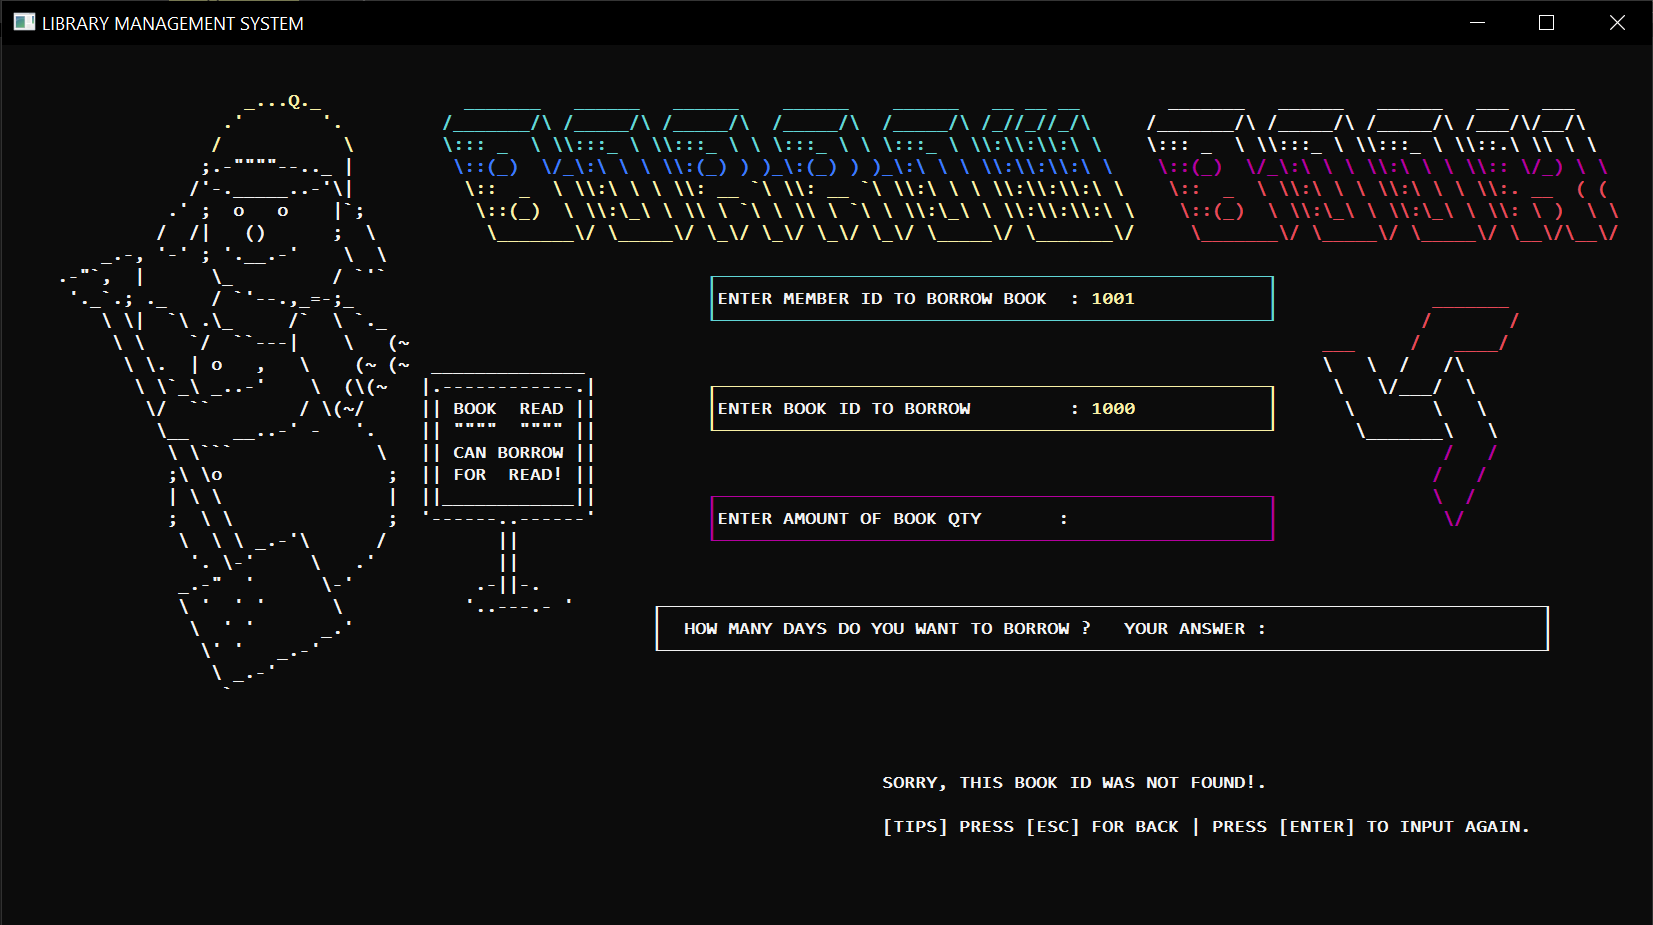 LIBRARY MANAGEMENT SYSTEM
BORROW BOOK
ENTER MEMBER ID TO BORROW BOOK : 1001
BOOK READ
CAN BORROW
FOR READ!
ENTER BOOK ID TO BORROW : 1000
ENTER AMOUNT OF BOOK QTY :
HOW MANY DAYS DO YOU WANT TO BORROW ? YOUR ANSWER :
SORRY, THIS BOOK ID WAS NOT FOUND!.
[TIPS] PRESS [ESC] FOR BACK | PRESS [ENTER] TO INPUT AGAIN.